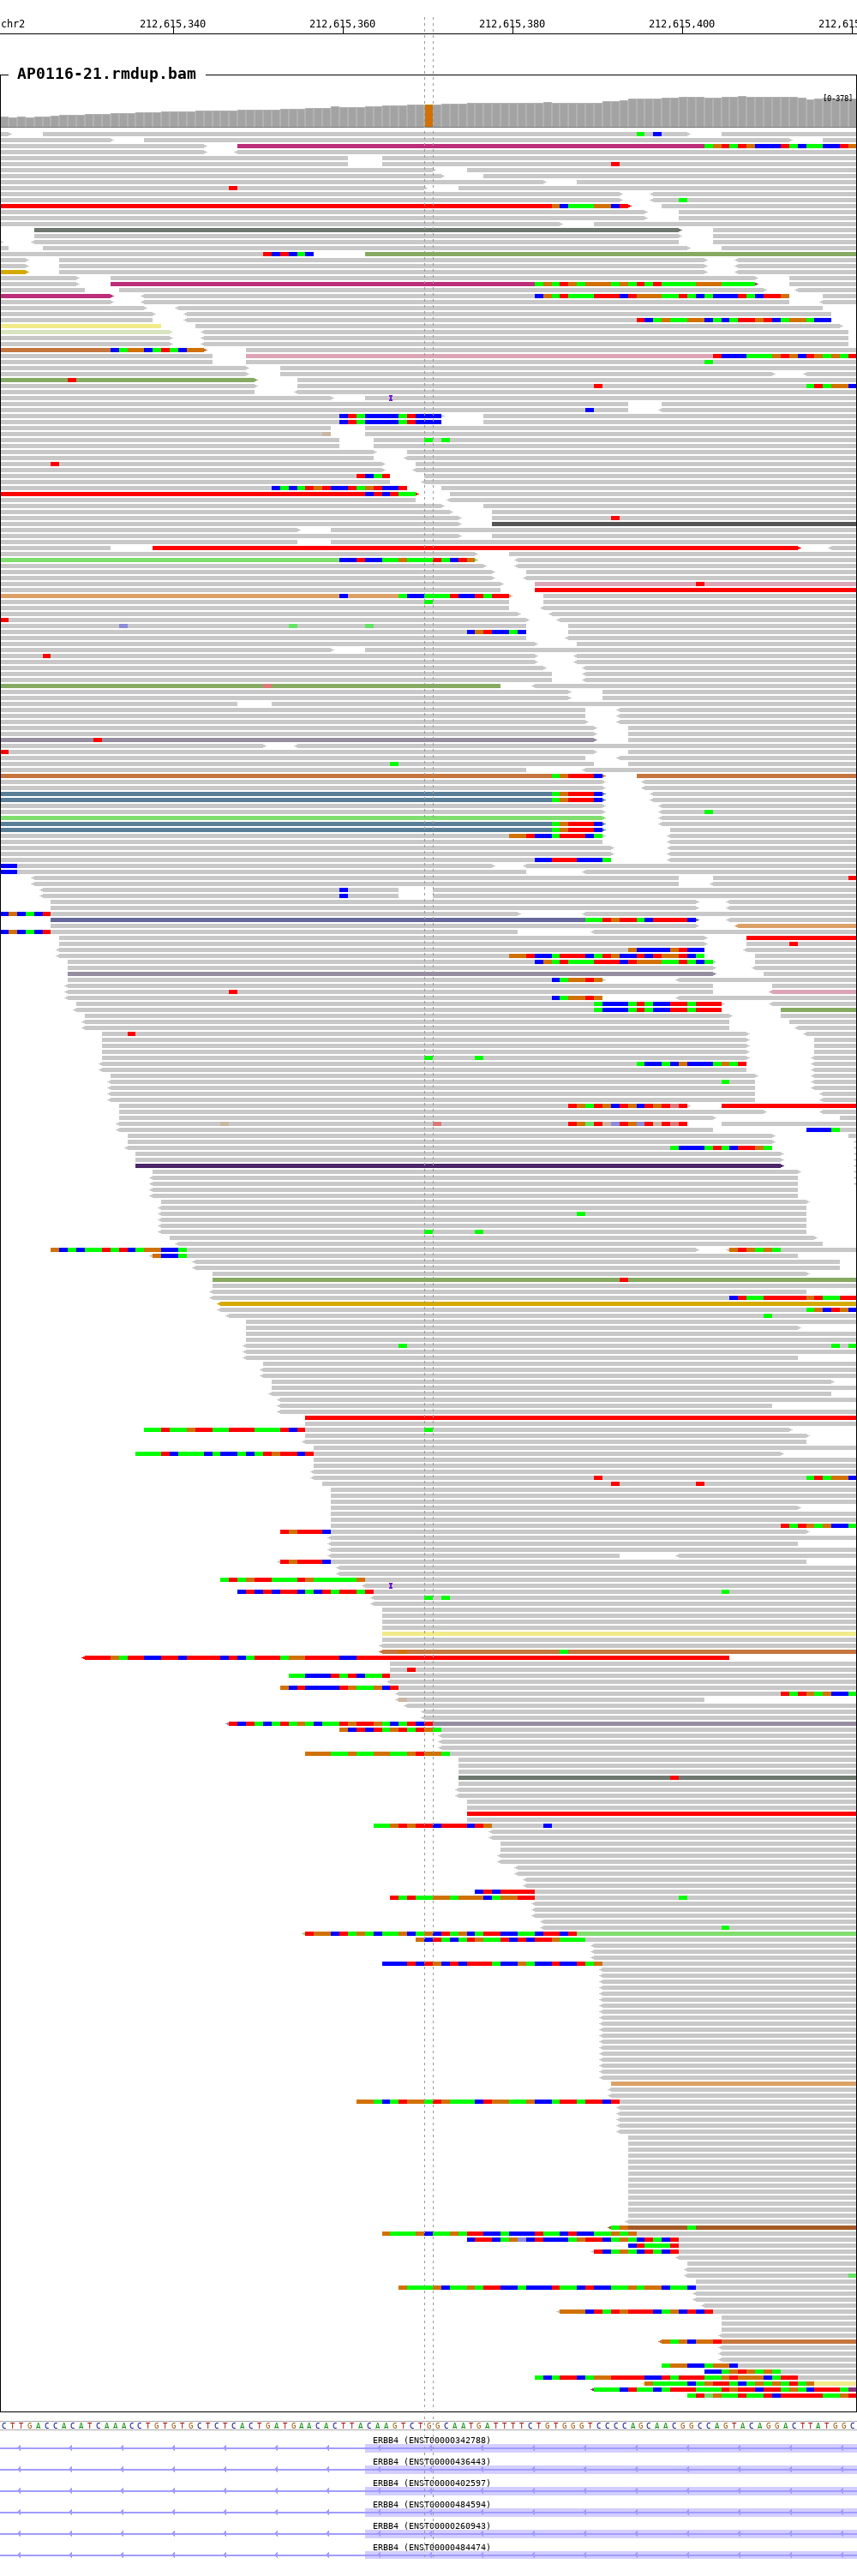 chr2 212,615,340 212,615,360 212,615,380 212,615,400 212,615
AP0116-21.rmdup.bam
[0-378]
I
I
C T T G A C C A C A T C A A A C C T G T G T G C T C T C A C T G A T G A A C A C T T A C A A G T C T G G C A A T G A T T T T C T G T G G G T C C C C A G C A A C G G C C A G T A C A G G A C T T A T G G C
ERBB4 (ENST00000342788)
ERBB4 (ENST00000436443)
ERBB4 (ENST00000402597)
ERBB4 (ENST00000484594)
ERBB4 (ENST00000260943)
ERBB4 (ENST00000484474)